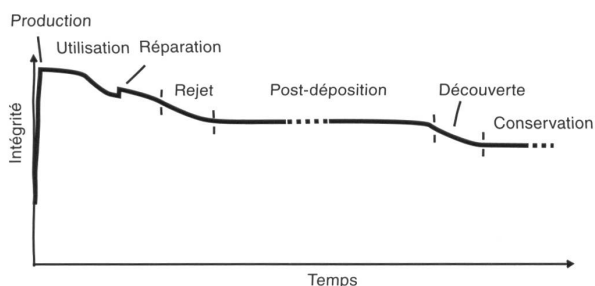 Production
Utilisation Réparation
Rejet Post-déposition Découverte
Conservation
Intégrité
Temps